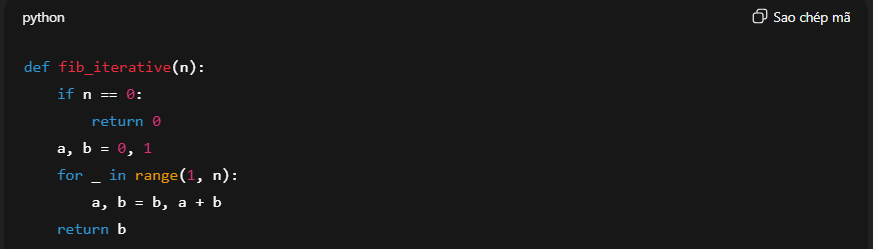 python
Sao chép mã
def fib_iterative(n):
    if n == 0:
        return 0
    a, b = 0, 1
    for _ in range(1, n):
        a, b = b, a + b
    return b